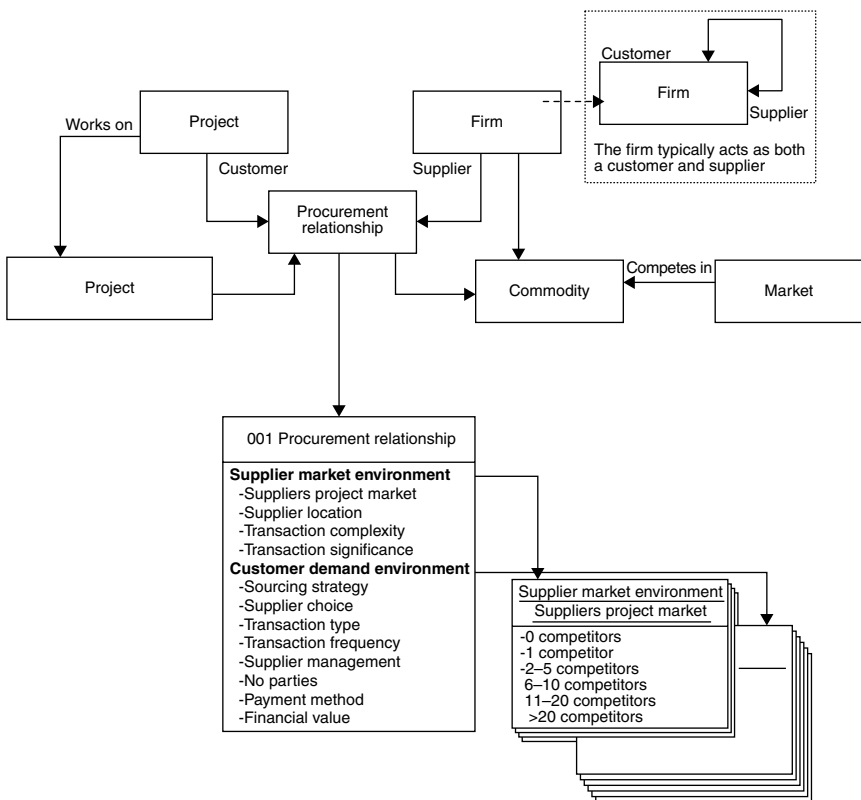 Customer
Firm
Supplier
The firm typically acts as both
a customer and supplier
Works on
Project
Customer
Firm
Supplier
Procurement
relationship
Project
Commodity
Competes in
Market
001 Procurement relationship
Supplier market environment
-Suppliers project market
-Supplier location
-Transaction complexity
-Transaction significance
Customer demand environment
-Sourcing strategy
-Supplier choice
-Transaction type
-Transaction frequency
-Supplier management
-No parties
-Payment method
-Financial value
Supplier market environment
Suppliers project market
-0 competitors
-1 competitor
-2–5 competitors
6–10 competitors
11–20 competitors
>20 competitors